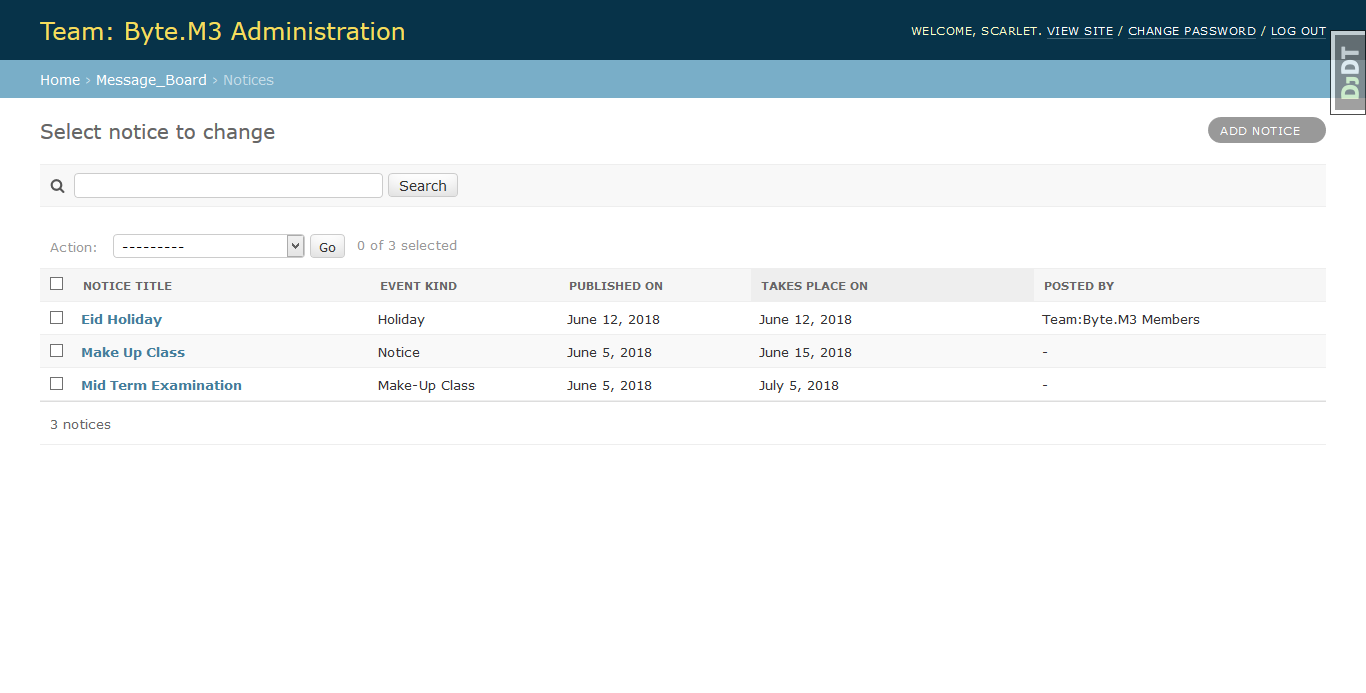 Team: Byte.M3 Administration
WELCOME, SCARLET. VIEW SITE / CHANGE PASSWORD / LOG OUT
DjDT
Home › Message_Board › Notices
Select notice to change
ADD NOTICE
Search
Action: --------- Go 0 of 3 selected
NOTICE TITLE EVENT KIND PUBLISHED ON TAKES PLACE ON POSTED BY
Eid Holiday Holiday June 12, 2018 June 12, 2018 Team:Byte.M3 Members
Make Up Class Notice June 5, 2018 June 15, 2018 -
Mid Term Examination Make-Up Class June 5, 2018 July 5, 2018 -
3 notices